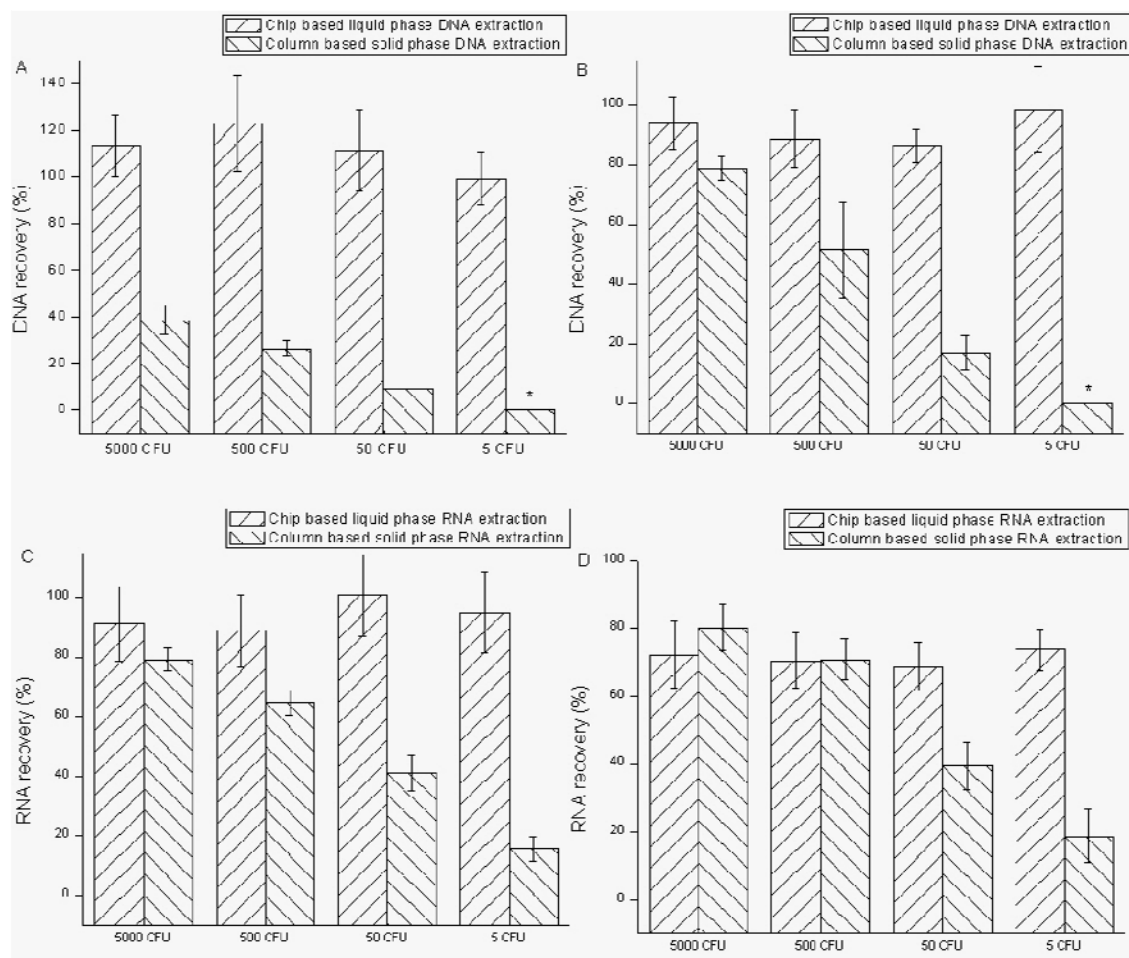 Chip based liquid phase DNA extraction
Column based solid phase DNA extraction
A
DNA recovery (%)
140
120
100
80
60
40
20
0
*
5000 CFU
500 CFU
50 CFU
5 CFU
Chip based liquid phase DNA extraction
Column based solid phase DNA extraction
B
DNA recovery (%)
100
80
60
40
20
0
*
5000 CFU
500 CFU
50 CFU
5 CFU
Chip based liquid phase RNA extraction
Column based solid phase RNA extraction
C
RNA recovery (%)
100
80
60
40
20
0
5000 CFU
500 CFU
50 CFU
5 CFU
Chip based liquid phase RNA extraction
Column based solid phase RNA extraction
D
RNA recovery (%)
100
80
60
40
20
0
5000 CFU
500 CFU
50 CFU
5 CFU